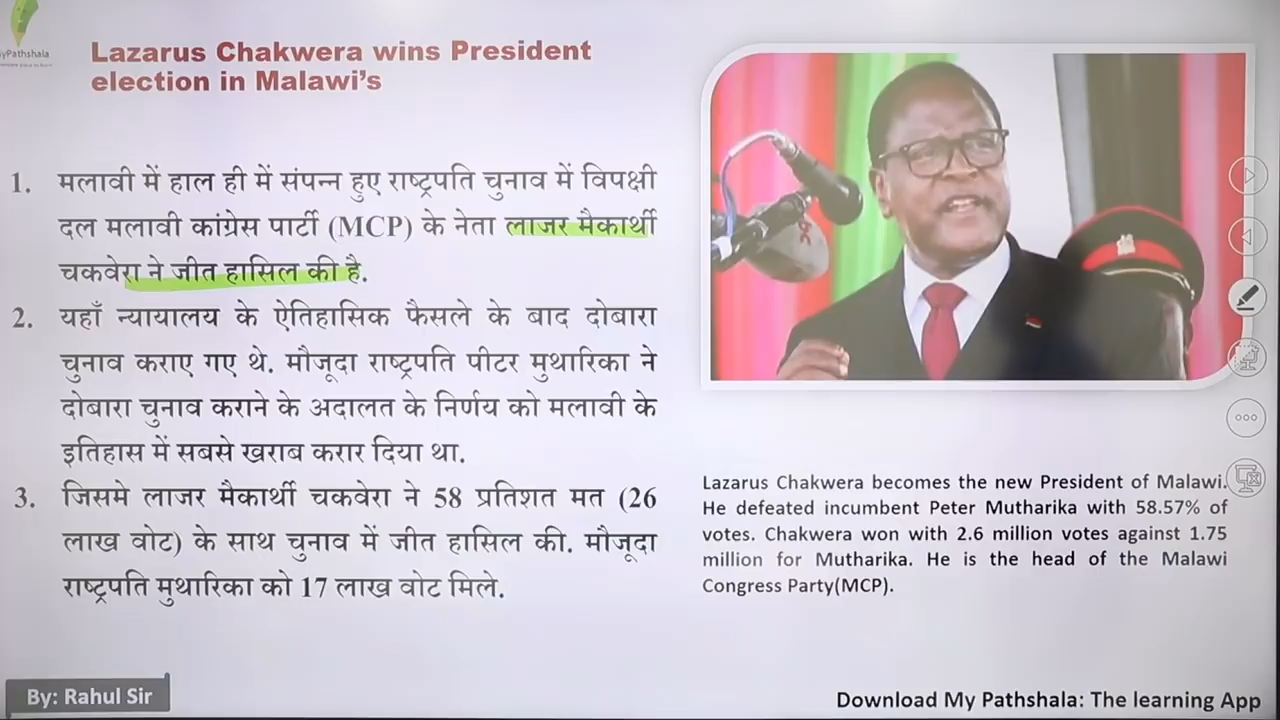 yPathshala
Lazarus Chakwera wins President
election in Malawi's
1. मलावी में हाल ही में संपन्न हुए राष्ट्रपति चुनाव में विपक्षी
दल मलावी कांग्रेस पार्टी (MCP) के नेता लाजर मैकार्थी
चकवेरा ने जीत हासिल की है.
2. यहाँ न्यायालय के ऐतिहासिक फैसले के बाद दोबारा
चुनाव कराए गए थे. मौजूदा राष्ट्रपति पीटर मुथारिका ने
दोबारा चुनाव कराने के अदालत के निर्णय को मलावी के
इतिहास में सबसे खराब करार दिया था.
3. जिसमे लाजर मैकार्थी चकवेरा ने 58 प्रतिशत मत (26
लाख वोट) के साथ चुनाव में जीत हासिल की. मौजूदा
राष्ट्रपति मुथारिका को 17 लाख वोट मिले.
Lazarus Chakwera becomes the new President of Malawi.
He defeated incumbent Peter Mutharika with 58.57% of
votes. Chakwera won with 2.6 million votes against 1.75
million for Mutharika. He is the head of the Malawi
Congress Party(MCP).
By: Rahul Sir
Download My Pathshala: The learning App